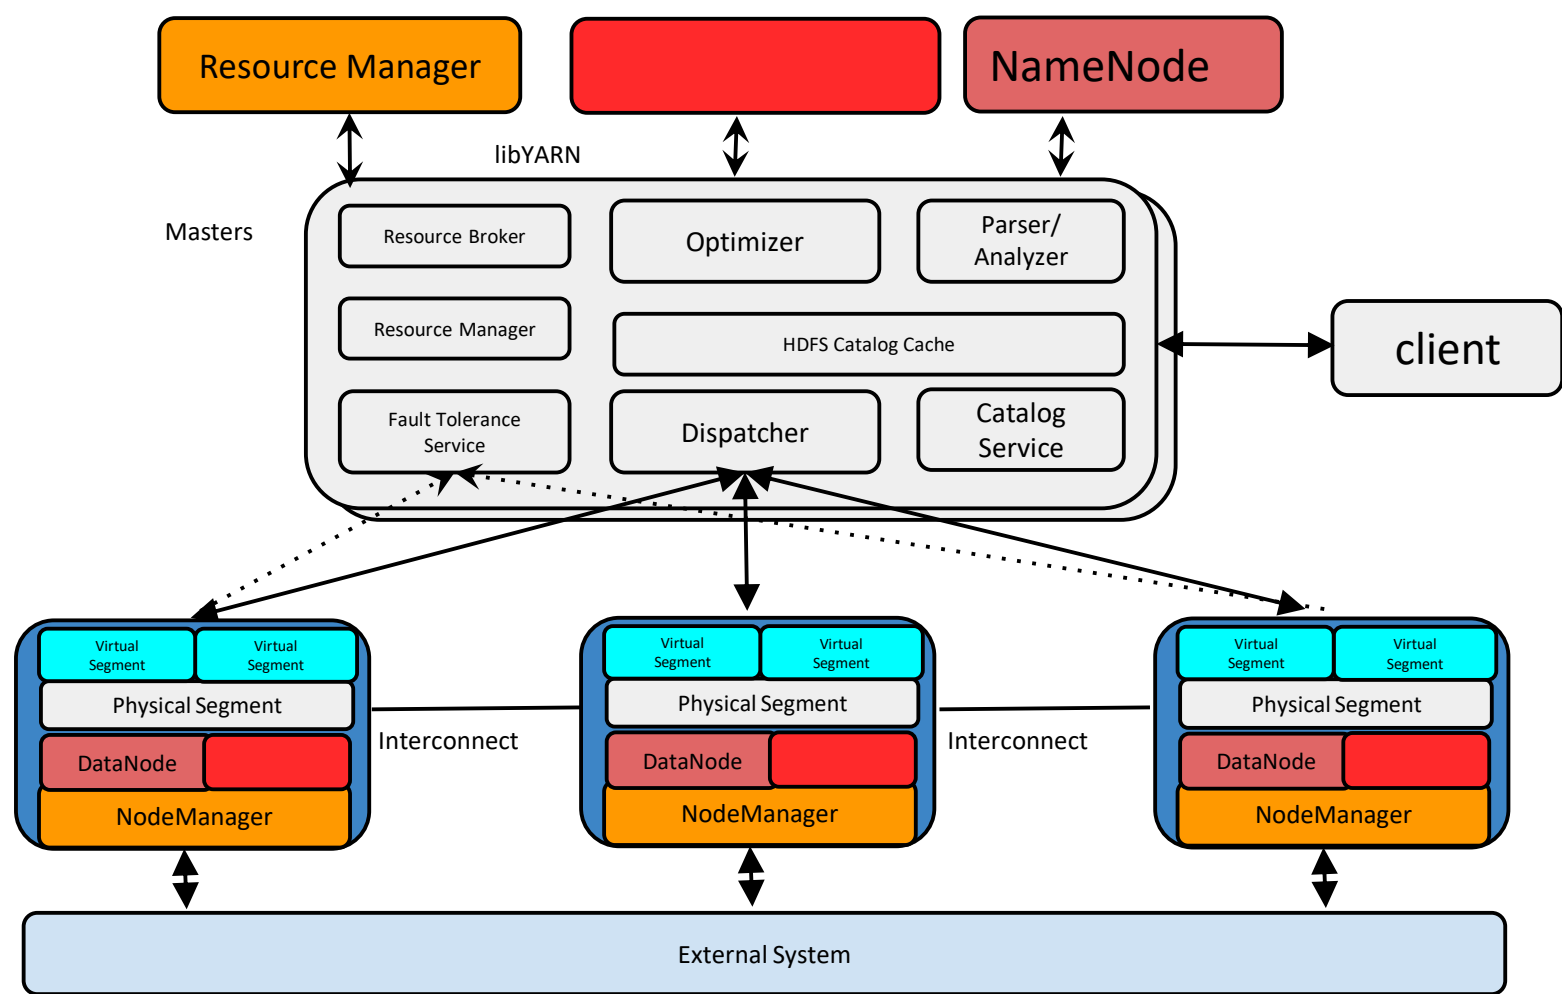 Resource Manager
NameNode
libYARN
Masters
Resource Broker
Optimizer
Parser/
Analyzer
Resource Manager
HDFS Catalog Cache
client
Fault Tolerance
Service
Dispatcher
Catalog
Service
Virtual
Segment
Virtual
Segment
Physical Segment
DataNode
NodeManager
Interconnect
Virtual
Segment
Virtual
Segment
Physical Segment
DataNode
NodeManager
Interconnect
Virtual
Segment
Virtual
Segment
Physical Segment
DataNode
NodeManager
External System